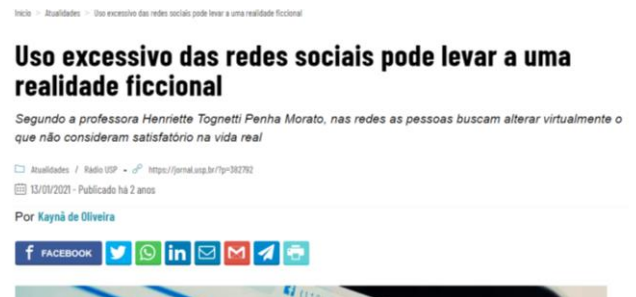 Início > Atualidades > Uso excessivo das redes sociais pode levar a uma realidade ficcional
Uso excessivo das redes sociais pode levar a uma
realidade ficcional
Segundo a professora Henriette Tognetti Penha Morato, nas redes as pessoas buscam alterar virtualmente o
que não consideram satisfatório na vida real
Atualidades / Rádio USP - https://jornal.usp.br/?p=382792
13/01/2021 - Publicado há 2 anos
Por Kaynã de Oliveira
f FACEBOOK